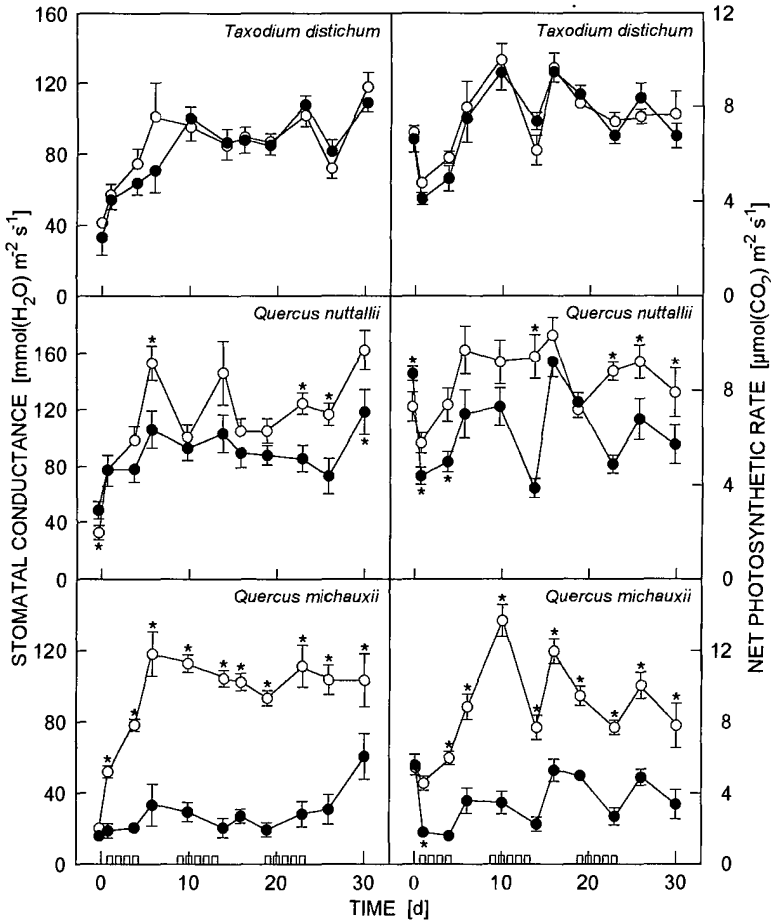 160
120
80
40
0
Taxodium distichum
Taxodium distichum
12
8
4
0
160
120
80
40
0
Quercus nuttallii
Quercus nuttallii
8
4
0
120
80
40
0
Quercus michauxii
Quercus michauxii
12
8
4
0
STOMATAL CONDUCTANCE [mmol(H₂O) m⁻² s⁻¹]
NET PHOTOSYNTHETIC RATE [µmol(CO₂) m⁻² s⁻¹]
0 10 20 30
0 10 20 30
TIME [d]